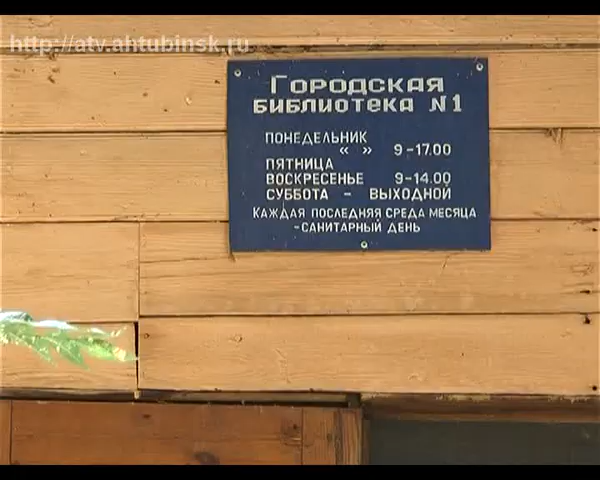 http://atv.ahtubinsk.ru
ГОРОДСКАЯ
БИБЛИОТЕКА N1
ПОНЕДЕЛЬНИК
« » 9-17.00
ПЯТНИЦА
ВОСКРЕСЕНЬЕ 9-14.00
СУББОТА - ВЫХОДНОЙ
КАЖДАЯ ПОСЛЕДНЯЯ СРЕДА МЕСЯЦА
-САНИТАРНЫЙ ДЕНЬ